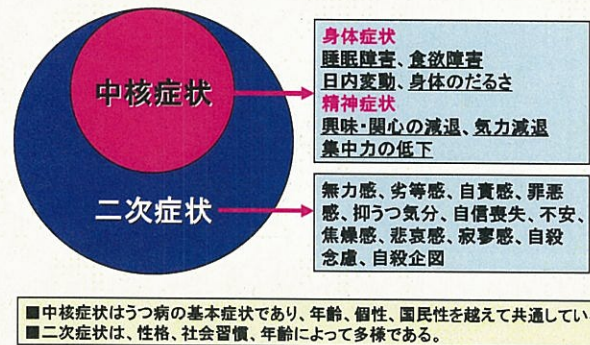 中核症状
二次症状
身体症状
睡眠障害、食欲障害
日内変動、身体のだるさ
精神症状
興味・関心の減退、気力減退
集中力の低下
無力感、劣等感、自責感、罪悪
感、抑うつ気分、自信喪失、不安、
焦燥感、悲哀感、寂寥感、自殺
念慮、自殺企図
■中核症状はうつ病の基本症状であり、年齢、個性、国民性を越えて共通してい
■二次症状は、性格、社会習慣、年齢によって多様である。